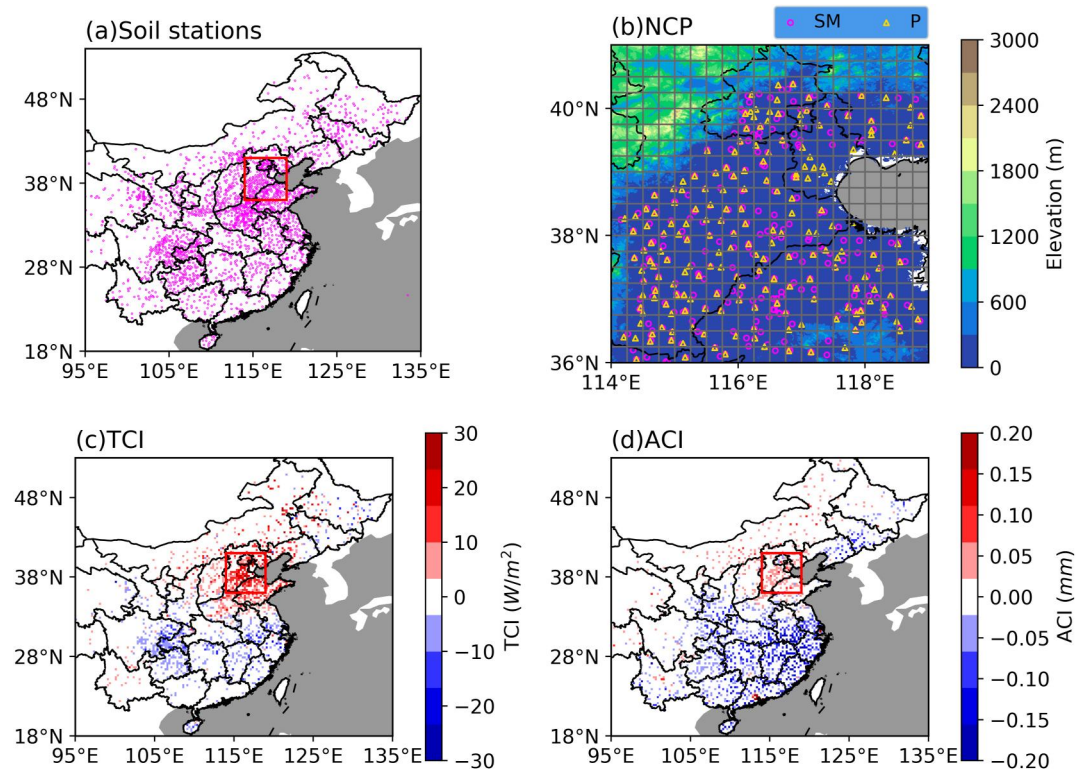 (a)Soil stations
48°N
38°N
28°N
18°N
95°E 105°E 115°E 125°E 135°E
SM P
(b)NCP
40°N
38°N
36°N
114°E 116°E 118°E
3000
2400
1800
1200
600
0
Elevation (m)
(c)TCI
48°N
38°N
28°N
18°N
95°E 105°E 115°E 125°E 135°E
30
20
10
0
−10
−20
−30
TCI (W/m²)
(d)ACI
48°N
38°N
28°N
18°N
95°E 105°E 115°E 125°E 135°E
0.20
0.15
0.10
0.05
0.00
−0.05
−0.10
−0.15
−0.20
ACI (mm)